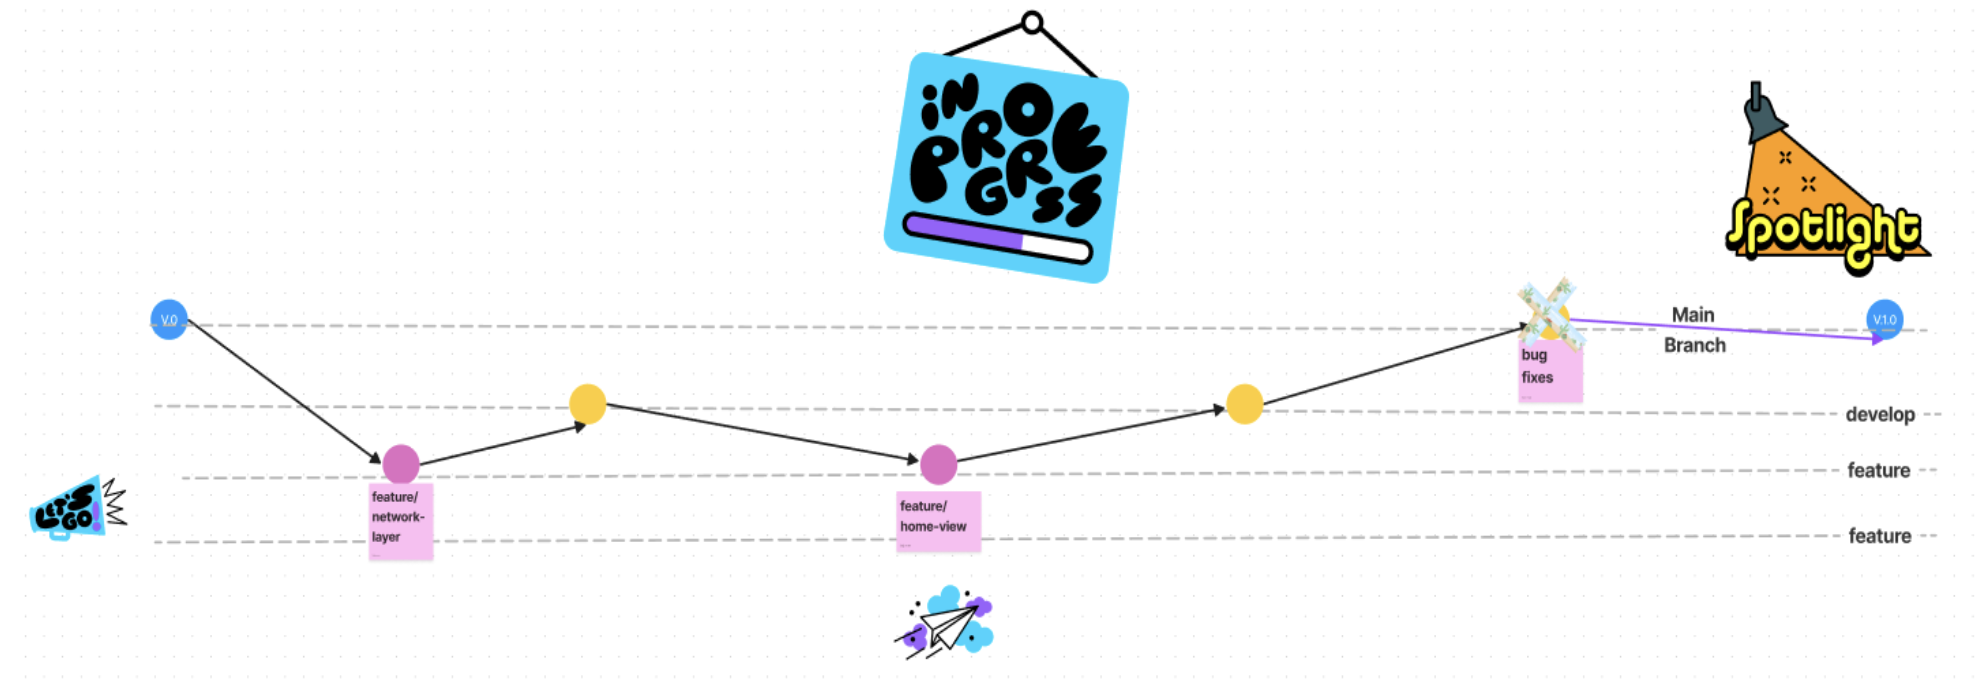 iN
PROGRESS
Spotlight
V.0
Main
Branch
V.1.0
bug
fixes
develop
feature
LET'S
GO!
feature/
network-
layer
feature/
home-view
feature